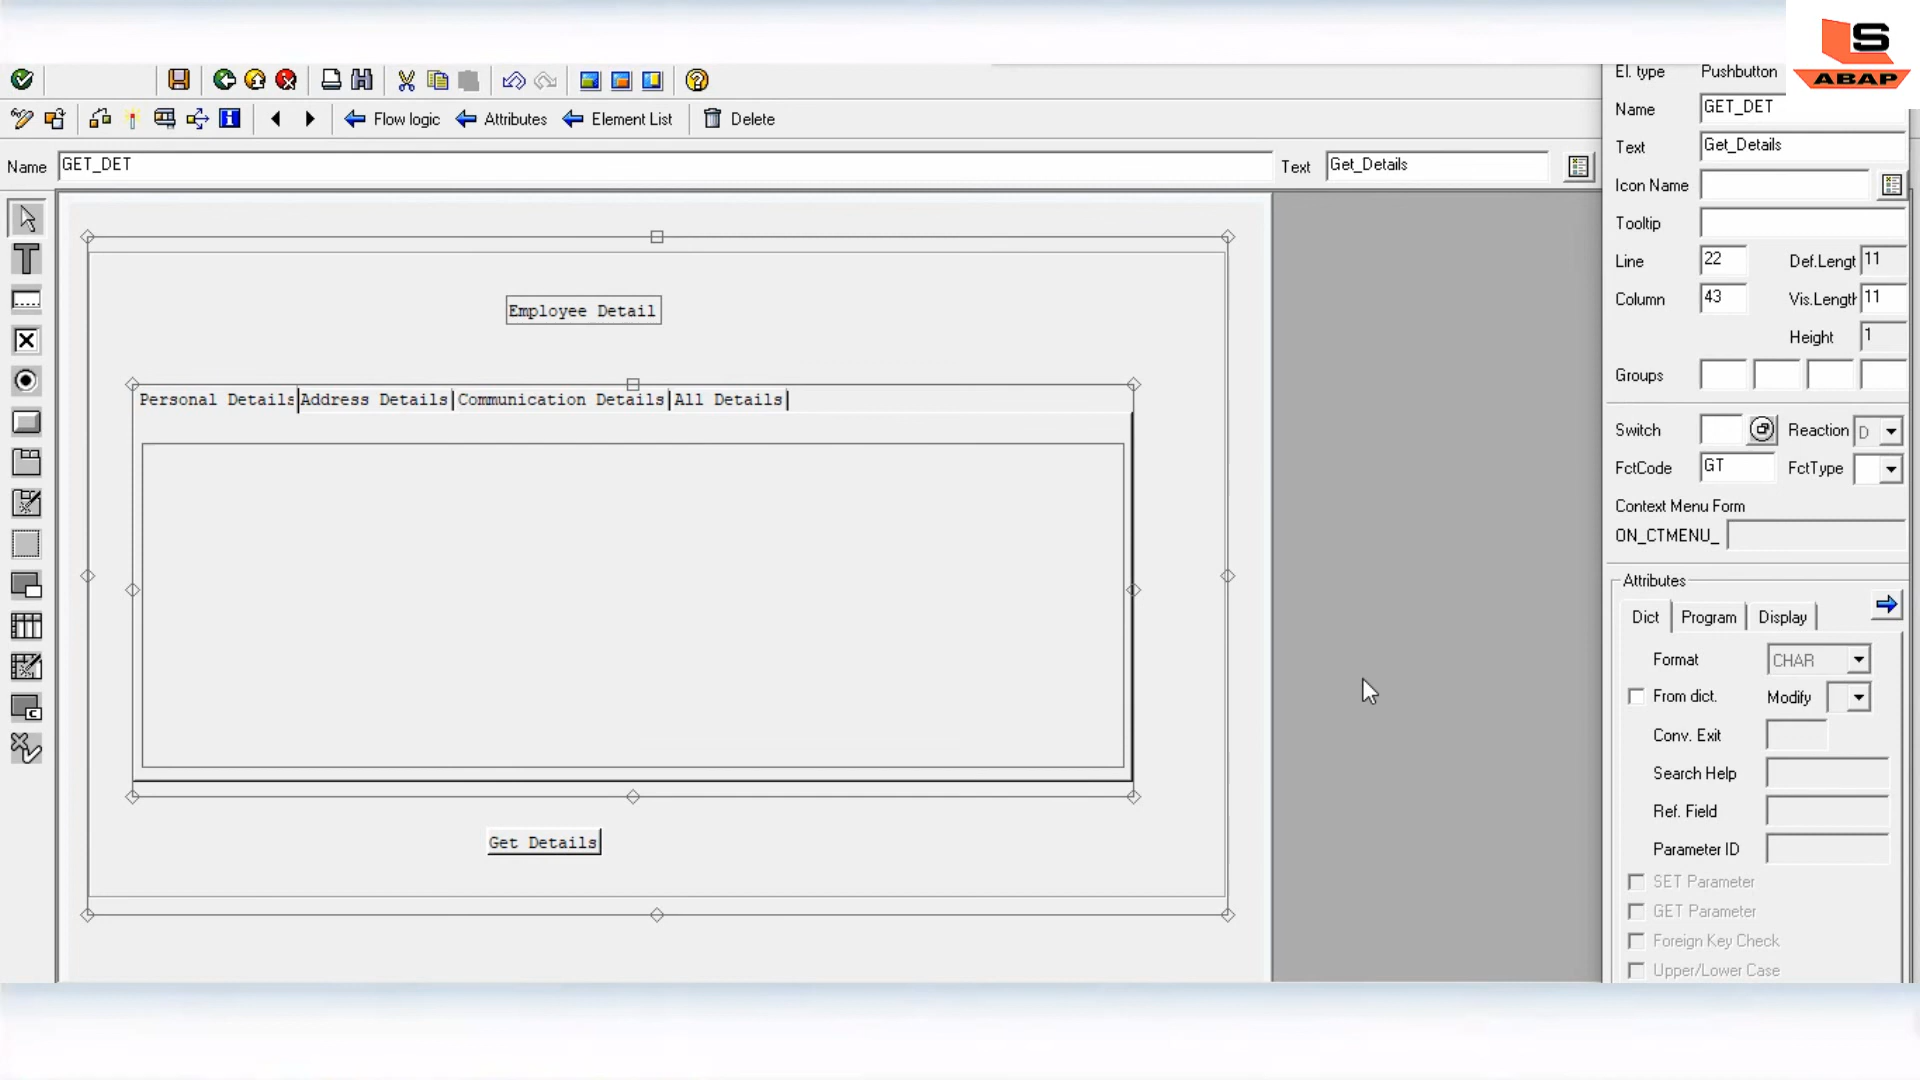 S
ABAP
El. type Pushbutton
Name GET_DET
Text Get_Details
Icon Name
Tooltip
Line 22 Def.Lengt 11
Column 43 Vis.Length 11
Height 1
Groups
Switch Reaction D
FctCode GT FctType
Context Menu Form
ON_CTMENU_
Attributes
Dict Program Display
Format CHAR
From dict. Modify
Conv. Exit
Search Help
Ref. Field
Parameter ID
SET Parameter
GET Parameter
Foreign Key Check
Upper/Lower Case
Flow logic Attributes Element List Delete
Name GET_DET Text Get_Details
Employee Detail
Personal Details Address Details Communication Details All Details
Get Details
T
C